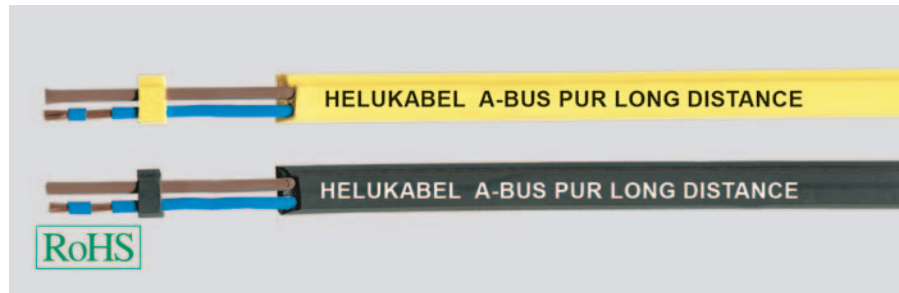 HELUKABEL A-BUS PUR LONG DISTANCE
HELUKABEL A-BUS PUR LONG DISTANCE
RoHS